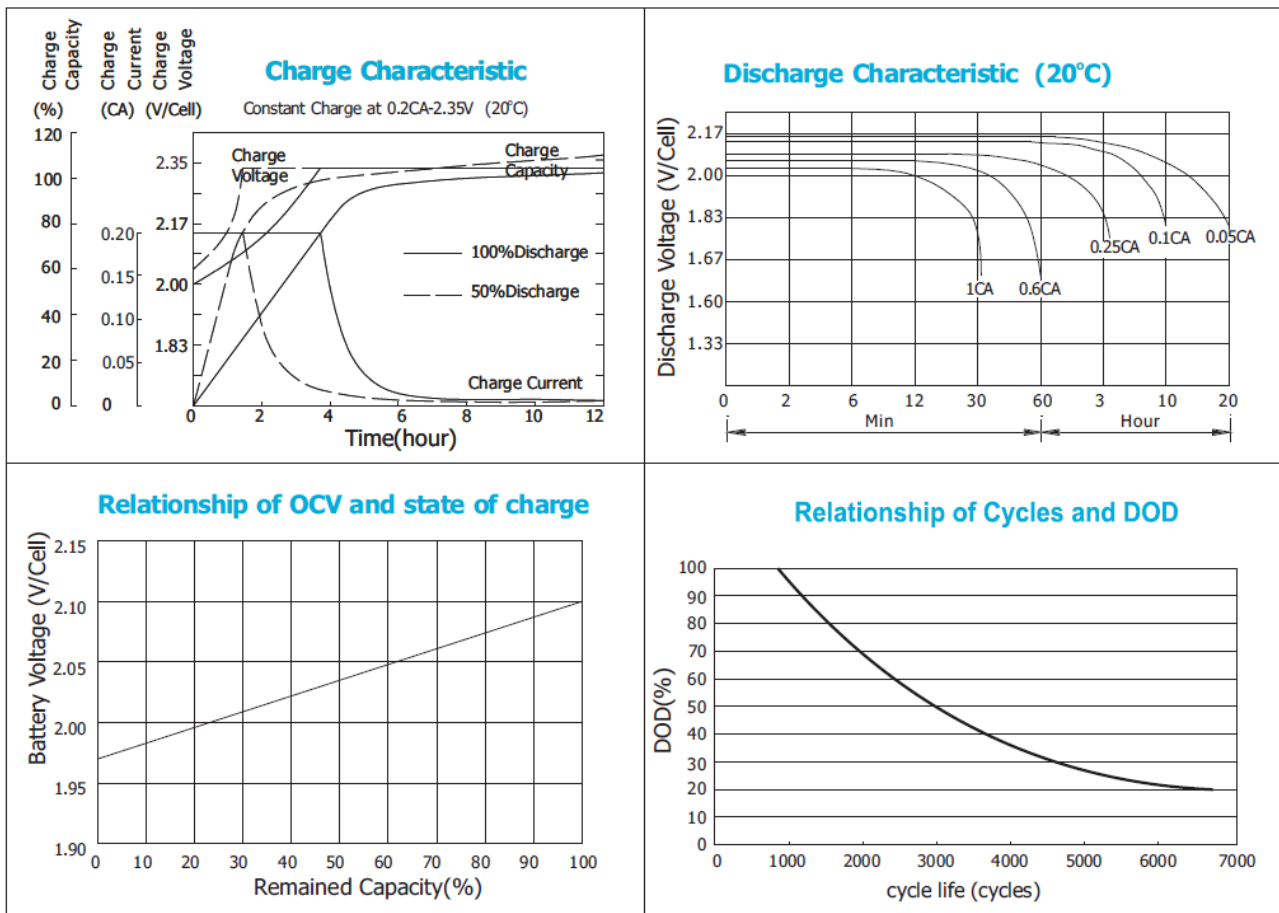 Charge Capacity
Charge Current
Charge Voltage
(%)
(CA)
(V/Cell)
Charge Characteristic
Constant Charge at 0.2CA-2.35V (20°C)
120
100
80
60
40
20
0
0.20
0.15
0.10
0.05
0
2.35
2.17
2.00
1.83
Charge
Voltage
Charge
Capacity
100%Discharge
50%Discharge
Charge Current
0 2 4 6 8 10 12
Time(hour)
Discharge Characteristic (20°C)
Discharge Voltage (V/Cell)
2.17
2.00
1.83
1.67
1.60
1.33
1CA
0.6CA
0.25CA
0.1CA
0.05CA
0 2 6 12 30 60 3 10 20
Min
Hour
Relationship of OCV and state of charge
Battery Voltage (V/Cell)
2.15
2.10
2.05
2.00
1.95
1.90
0 10 20 30 40 50 60 70 80 90 100
Remained Capacity(%)
Relationship of Cycles and DOD
DOD(%)
100
90
80
70
60
50
40
30
20
10
0
0 1000 2000 3000 4000 5000 6000 7000
cycle life (cycles)